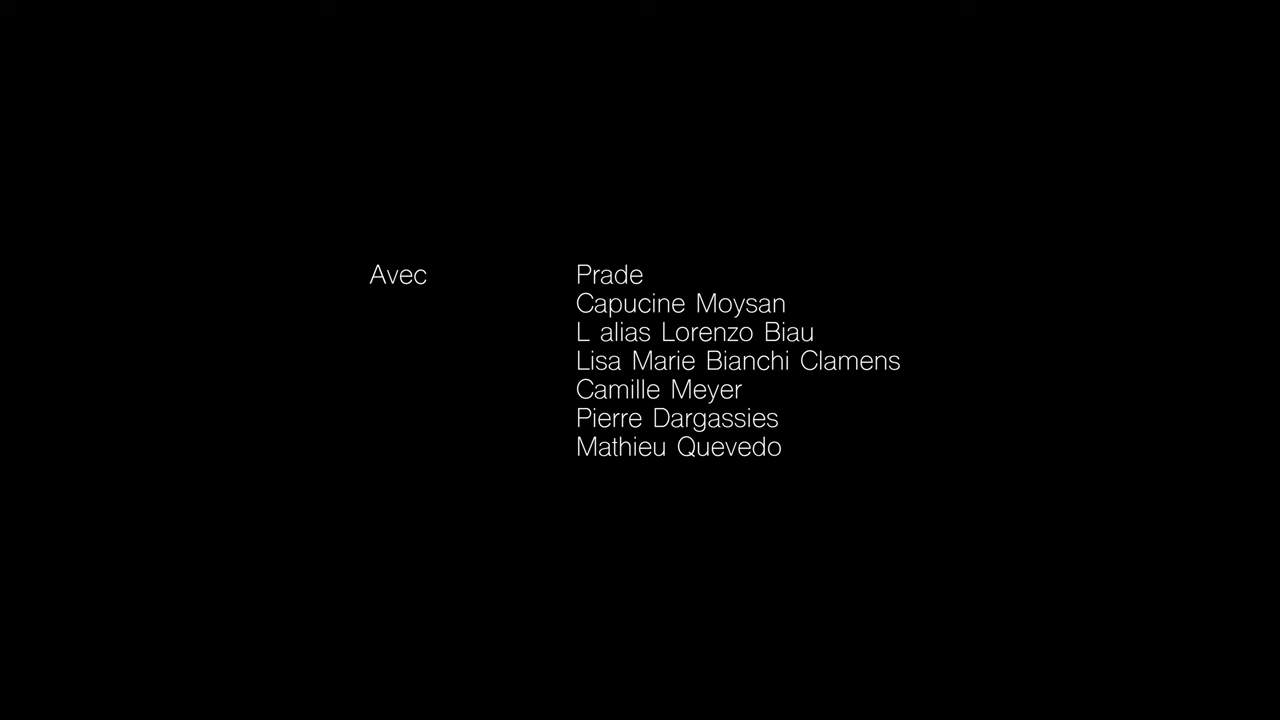 Avec Prade
Capucine Moysan
L alias Lorenzo Biau
Lisa Marie Bianchi Clamens
Camille Meyer
Pierre Dargassies
Mathieu Quevedo